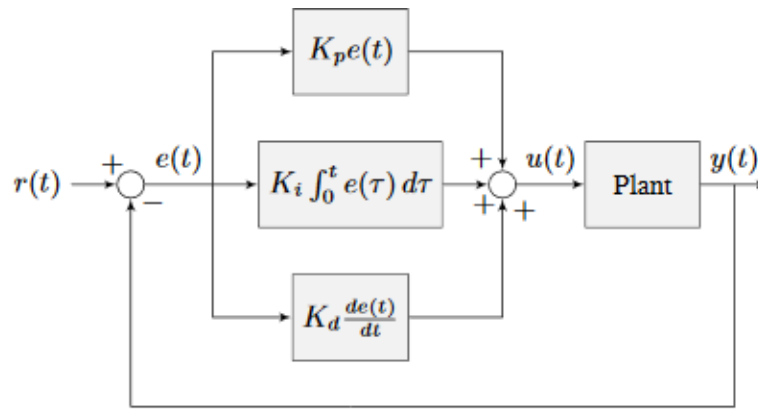 K_p e(t)
+ e(t) + u(t) y(t)
r(t) K_i ∫_0^t e(τ) dτ Plant
− + +
K_d de(t)/dt